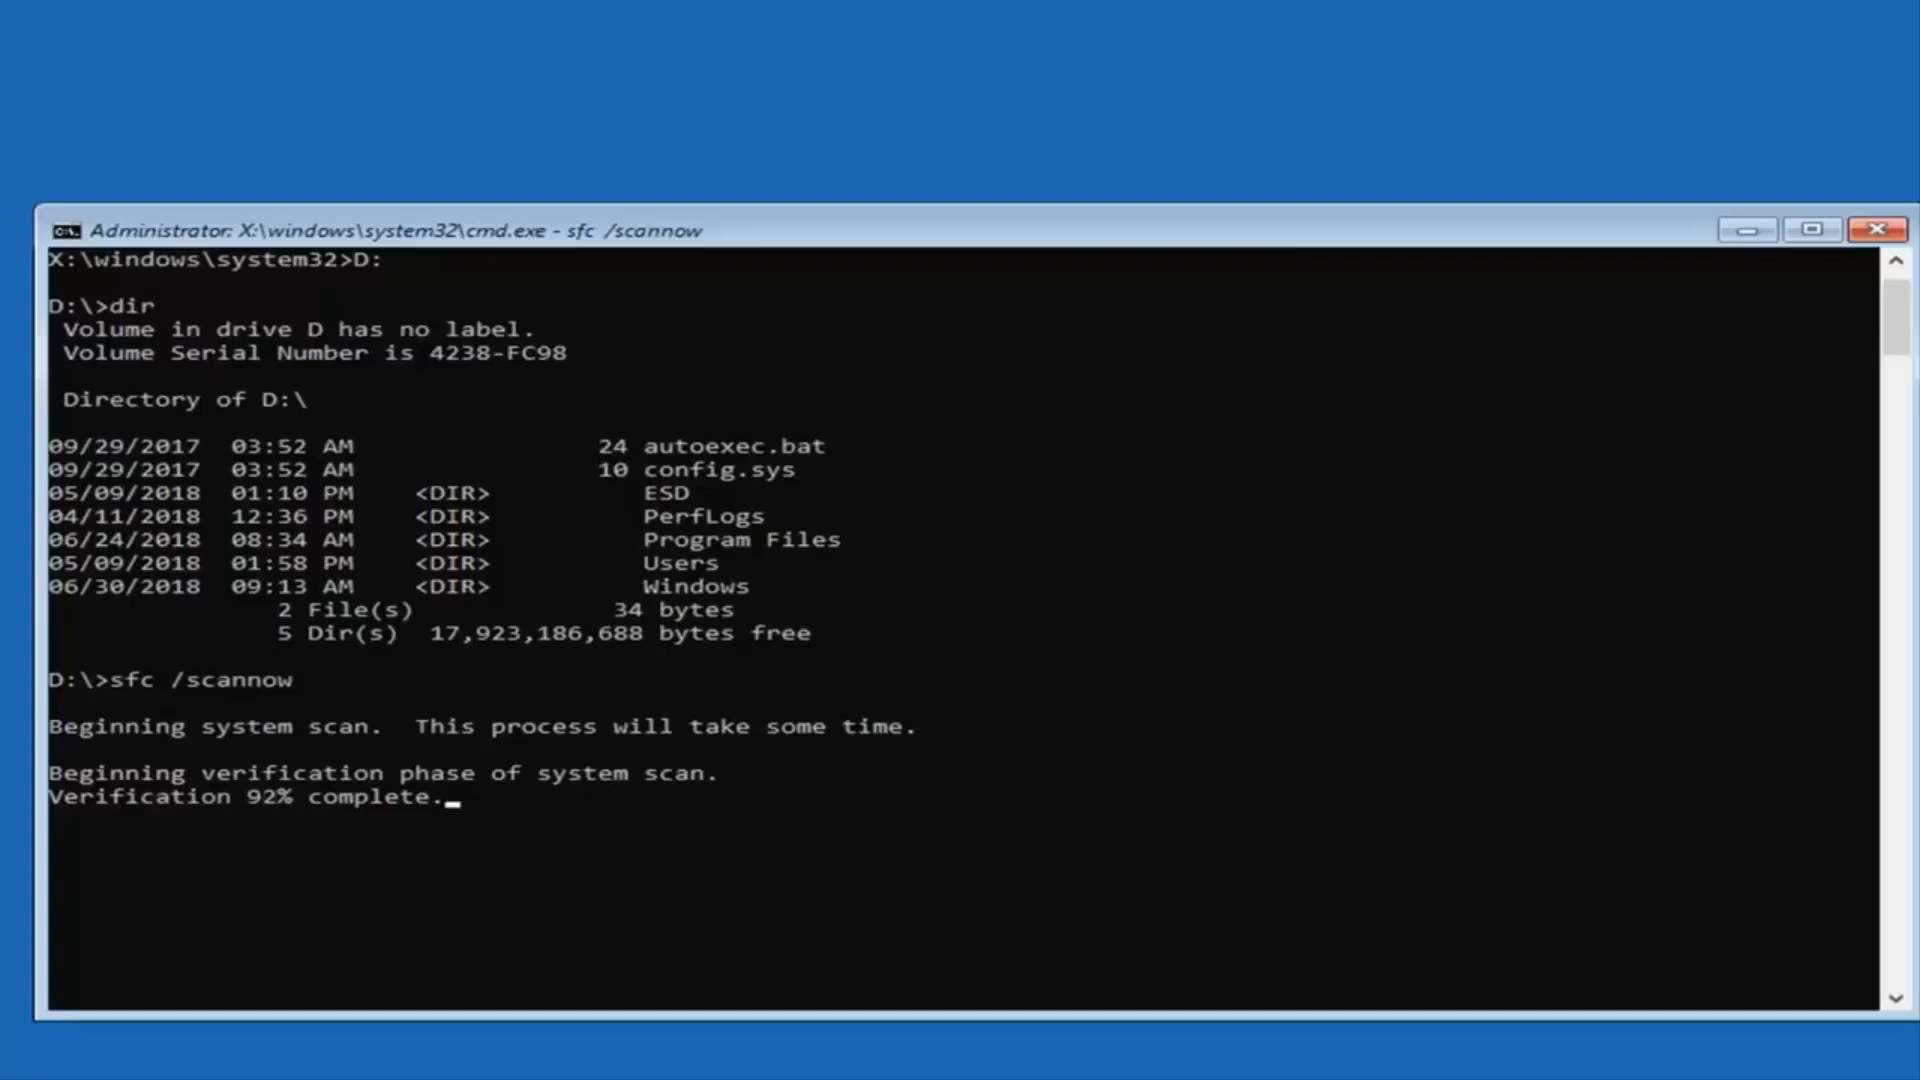 Administrator: X:\windows\system32\cmd.exe - sfc /scannow
X:\windows\system32>D:
D:\>dir
Volume in drive D has no label.
Volume Serial Number is 4238-FC98
Directory of D:\
09/29/2017  03:52 AM                24 autoexec.bat
09/29/2017  03:52 AM                10 config.sys
05/09/2018  01:10 PM    <DIR>          ESD
04/11/2018  12:36 PM    <DIR>          PerfLogs
06/24/2018  08:34 AM    <DIR>          Program Files
05/09/2018  01:58 PM    <DIR>          Users
06/30/2018  09:13 AM    <DIR>          Windows
2 File(s)             34 bytes
5 Dir(s)  17,923,186,688 bytes free
D:\>sfc /scannow
Beginning system scan.  This process will take some time.
Beginning verification phase of system scan.
Verification 92% complete.